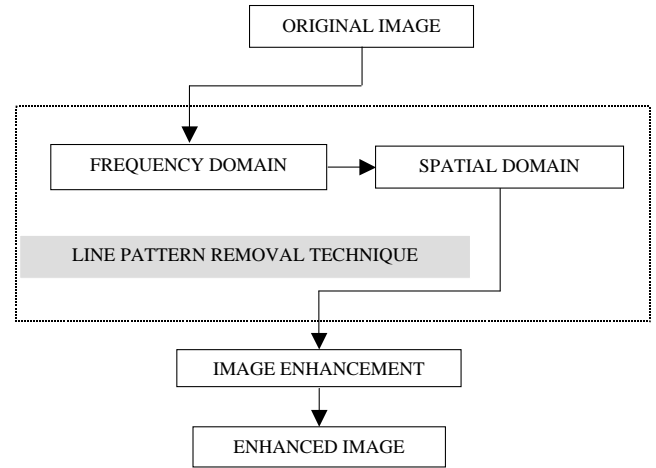 ORIGINAL IMAGE
FREQUENCY DOMAIN
SPATIAL DOMAIN
LINE PATTERN REMOVAL TECHNIQUE
IMAGE ENHANCEMENT
ENHANCED IMAGE